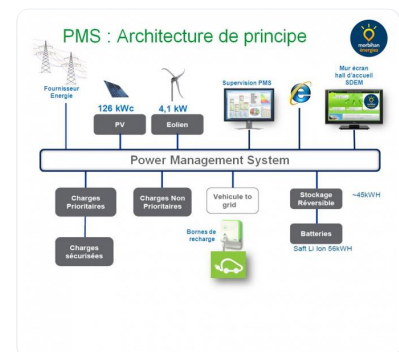 PMS : Architecture de principe
morbihan
énergies
Mur écran
hall d'accueil
SDEM
Supervision PMS
Fournisseur
Energie
126 kWc
4,1 kW
PV
Eolien
Power Management System
Charges
Prioritaires
Charges Non
Prioritaires
Vehicule to
grid
Stockage
Réversible
~45kWH
Charges
sécurisées
Bornes de
recharge
Batteries
Saft Li Ion 56kWH